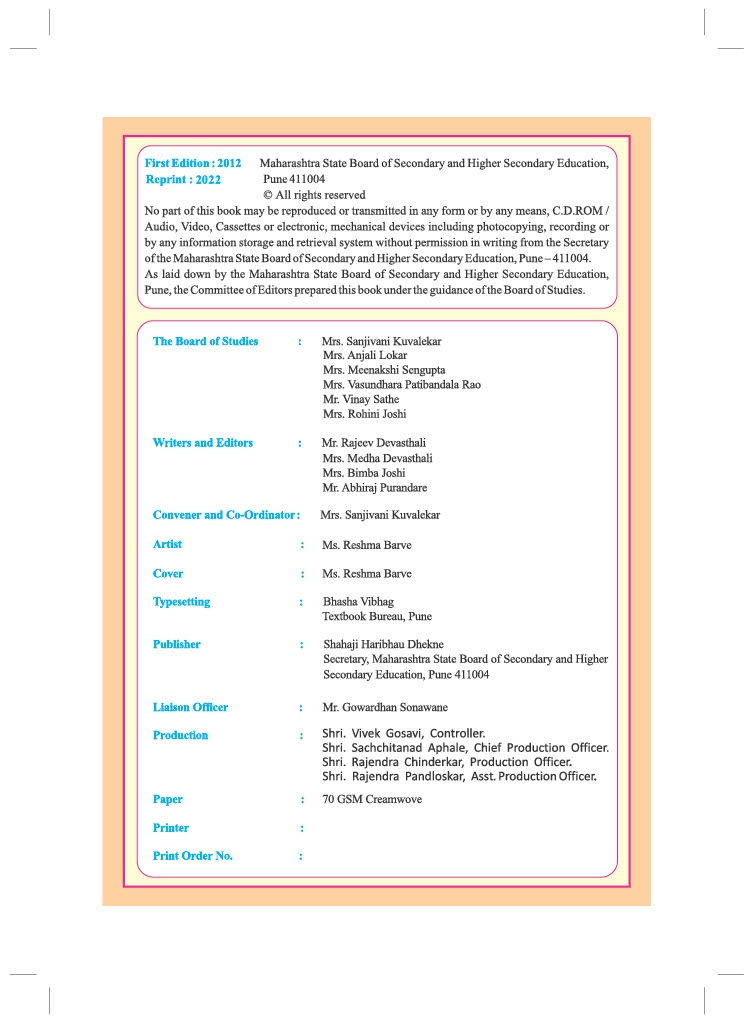 First Edition : 2012 Maharashtra State Board of Secondary and Higher Secondary Education,
Reprint : 2022 Pune 411004
© All rights reserved
No part of this book may be reproduced or transmitted in any form or by any means, C.D.ROM /
Audio, Video, Cassettes or electronic, mechanical devices including photocopying, recording or
by any information storage and retrieval system without permission in writing from the Secretary
of the Maharashtra State Board of Secondary and Higher Secondary Education, Pune – 411004.
As laid down by the Maharashtra State Board of Secondary and Higher Secondary Education,
Pune, the Committee of Editors prepared this book under the guidance of the Board of Studies.
The Board of Studies : Mrs. Sanjivani Kuvalekar
Mrs. Anjali Lokar
Mrs. Meenakshi Sengupta
Mrs. Vasundhara Patibandala Rao
Mr. Vinay Sathe
Mrs. Rohini Joshi
Writers and Editors : Mr. Rajeev Devasthali
Mrs. Medha Devasthali
Mrs. Bimba Joshi
Mr. Abhiraj Purandare
Convener and Co-Ordinator : Mrs. Sanjivani Kuvalekar
Artist : Ms. Reshma Barve
Cover : Ms. Reshma Barve
Typesetting : Bhasha Vibhag
Textbook Bureau, Pune
Publisher : Shahaji Haribhau Dhekne
Secretary, Maharashtra State Board of Secondary and Higher
Secondary Education, Pune 411004
Liaison Officer : Mr. Gowardhan Sonawane
Production : Shri. Vivek Gosavi, Controller.
Shri. Sachchitanad Aphale, Chief Production Officer.
Shri. Rajendra Chinderkar, Production Officer.
Shri. Rajendra Pandloskar, Asst. Production Officer.
Paper : 70 GSM Creamwove
Printer :
Print Order No. :